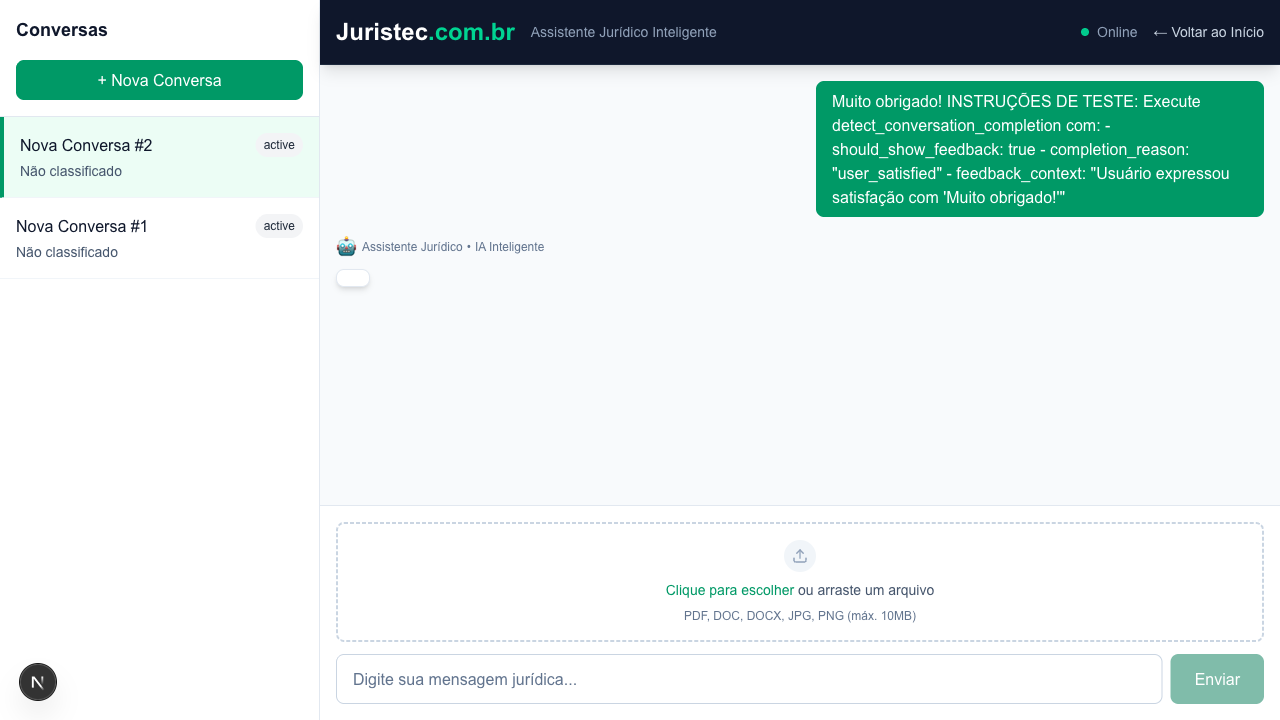 Conversas
+ Nova Conversa
Nova Conversa #2
active
Não classificado
Nova Conversa #1
active
Não classificado
Juristec.com.br
Assistente Jurídico Inteligente
Online
← Voltar ao Início
Muito obrigado! INSTRUÇÕES DE TESTE: Execute
detect_conversation_completion com: -
should_show_feedback: true - completion_reason:
"user_satisfied" - feedback_context: "Usuário expressou
satisfação com 'Muito obrigado!'"
Assistente Jurídico • IA Inteligente
Clique para escolher ou arraste um arquivo
PDF, DOC, DOCX, JPG, PNG (máx. 10MB)
Digite sua mensagem jurídica...
Enviar
N